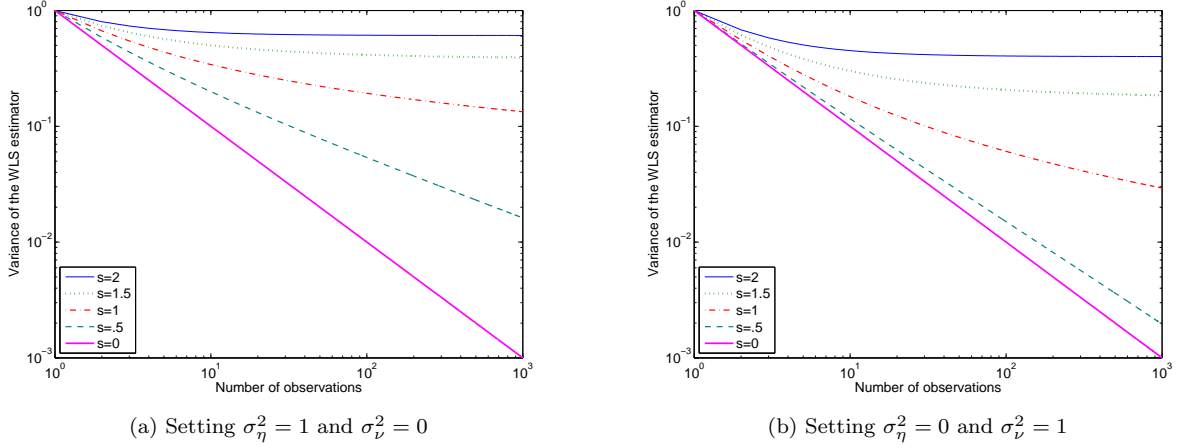 10^0
10^-1
10^-2
10^-3
Variance of the WLS estimator
s=2
s=1.5
s=1
s=.5
s=0
10^0
10^1
10^2
10^3
Number of observations
(a) Setting σ_η^2 = 1 and σ_ν^2 = 0
10^0
10^-1
10^-2
10^-3
Variance of the WLS estimator
s=2
s=1.5
s=1
s=.5
s=0
10^0
10^1
10^2
10^3
Number of observations
(b) Setting σ_η^2 = 0 and σ_ν^2 = 1